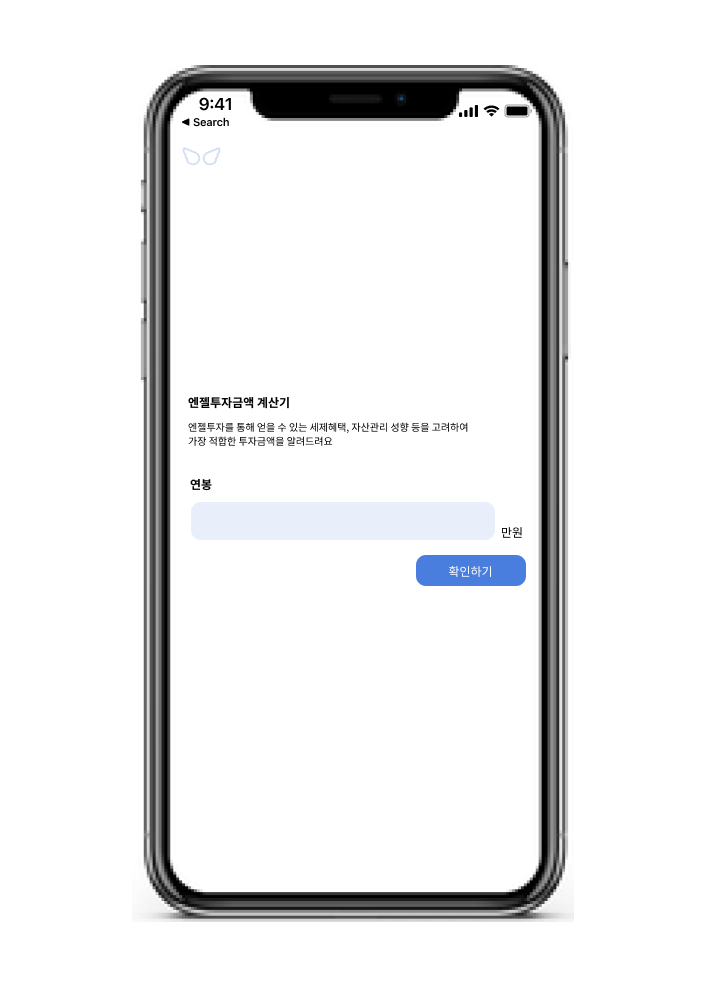 9:41
◀ Search
엔젤투자금액 계산기
엔젤투자를 통해 얻을 수 있는 세제혜택, 자산관리 성향 등을 고려하여
가장 적합한 투자금액을 알려드려요
연봉
만원
확인하기